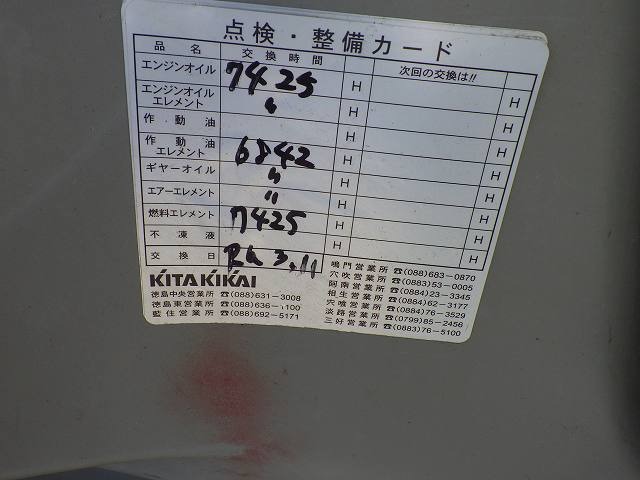 点検・整備カード
品名 交換時間 次回の交換は!!
エンジンオイル 7425 H H
エンジンオイルエレメント 〃 H H
作動油 H H
作動油エレメント 6842 H H
ギヤーオイル 〃 H H
エアーエレメント 〃 H H
燃料エレメント 7425 H H
不凍液 H H
交換日 3.11
KITAKIKAI
徳島中央営業所 ☎(088)631-3008
徳島東営業所 ☎(088)636-1100
藍住営業所 ☎(088)692-5171
鳴門営業所 ☎(088)683-0870
穴吹営業所 ☎(0883)53-0005
阿南営業所 ☎(0884)23-3345
相生営業所 ☎(0884)62-3177
宍喰営業所 ☎(0884)76-3529
淡路営業所 ☎(0799)85-2456
三好営業所 ☎(0883)76-5100